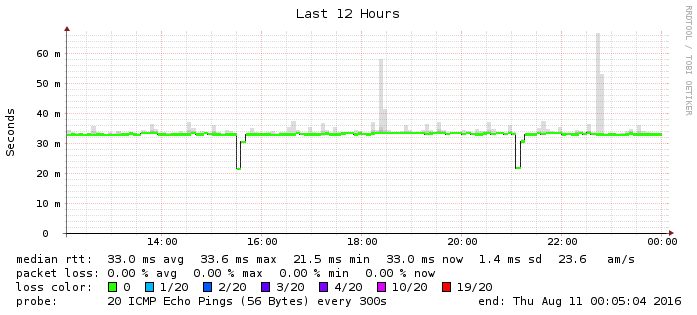 Last 12 Hours
RRDTOOL / TOBI OETIKER
Seconds
60 m
50 m
40 m
30 m
20 m
10 m
0
14:00 16:00 18:00 20:00 22:00 00:00
median rtt: 33.0 ms avg 33.6 ms max 21.5 ms min 33.0 ms now 1.4 ms sd 23.6 am/s
packet loss: 0.00 % avg 0.00 % max 0.00 % min 0.00 % now
loss color: 0 1/20 2/20 3/20 4/20 10/20 19/20
probe: 20 ICMP Echo Pings (56 Bytes) every 300s end: Thu Aug 11 00:05:04 2016